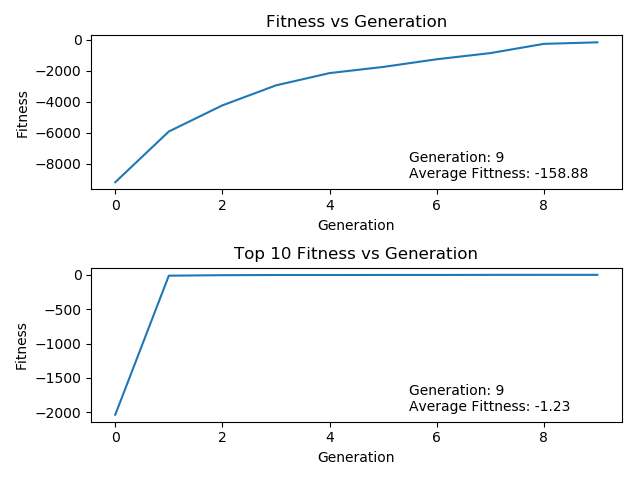 Fitness vs Generation
0
−2000
−4000
−6000
−8000
Fitness
Generation: 9
Average Fittness: -158.88
0 2 4 6 8
Generation
Top 10 Fitness vs Generation
0
−500
−1000
−1500
−2000
Fitness
Generation: 9
Average Fittness: -1.23
0 2 4 6 8
Generation